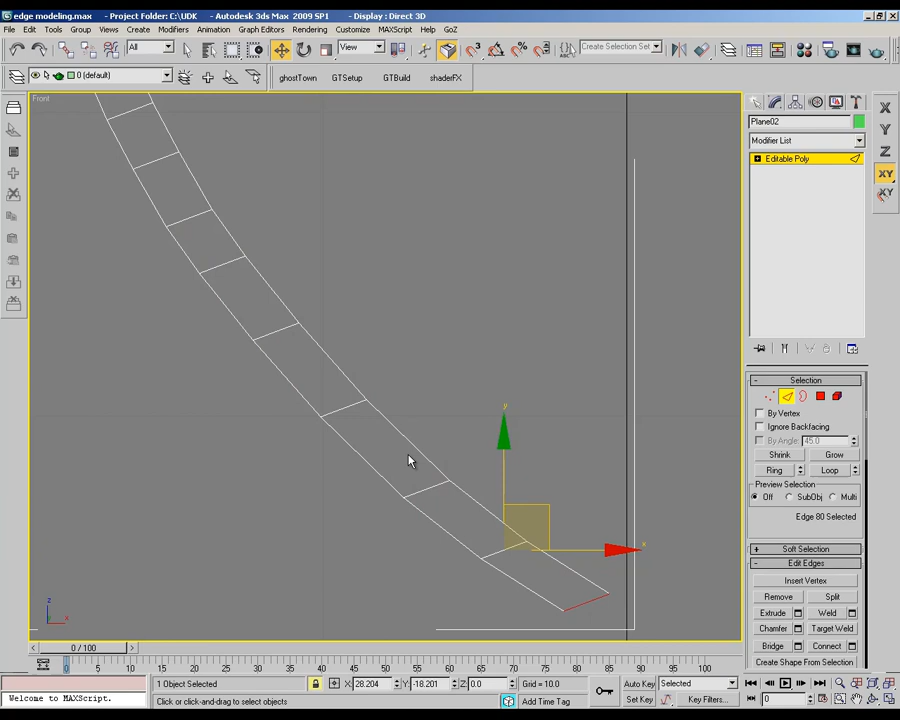 edge modeling.max - Project Folder: C:\UDK - Autodesk 3ds Max 2009 SP1 - Display : Direct 3D
File Edit Tools Group Views Create Modifiers Animation Graph Editors Rendering Customize MAXScript Help GoZ
All View Create Selection Set
0 (default) ghostTown GTSetup GTBuild shaderFX
Front
X
Y
Z
XY
XY
Plane02
Modifier List
Editable Poly
- Selection
By Vertex
Ignore Backfacing
By Angle: 45.0
Shrink Grow
Ring Loop
Preview Selection
Off SubObj Multi
Edge 80 Selected
+ Soft Selection
- Edit Edges
Insert Vertex
Remove Split
Extrude Weld
Chamfer Target Weld
Bridge Connect
Create Shape From Selection
y
x
z
x
0 / 100
0 5 10 15 20 25 30 35 40 45 50 55 60 65 70 75 80 85 90 95 100
1 Object Selected X: 28.204 Y: -18.201 Z: 0.0 Grid = 10.0 Auto Key Selected
Welcome to MAXScript. Click or click-and-drag to select objects Add Time Tag Set Key Key Filters... 0